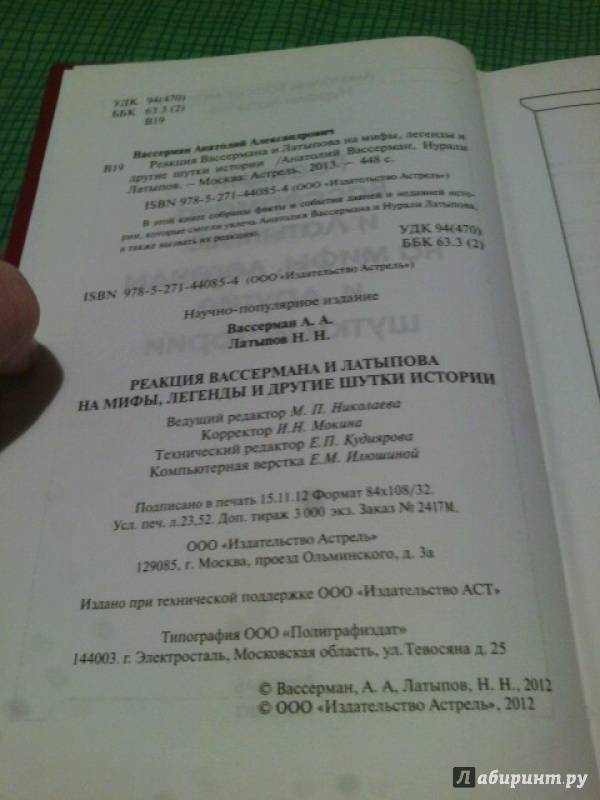 УДК 94(470)
ББК 63.3 (2)
В19
Вассерман Анатолий Александрович
В19 Реакция Вассермана и Латыпова на мифы, легенды и
другие шутки истории /Анатолий Вассерман, Нурали
Латыпов. – Москва: Астрель, 2013. – 448 с.
ISBN 978-5-271-44085-4 (ООО «Издательство Астрель»)
В этой книге собраны факты и события давней и недавней исто-
рии, которые смогли увлечь Анатолия Вассермана и Нурали Латыпова,
а также вызвать их реакцию.
УДК 94(470)
ББК 63.3 (2)
ISBN 978-5-271-44085-4 (ООО «Издательство Астрель»)
Научно-популярное издание
Вассерман А. А.
Латыпов Н. Н.
РЕАКЦИЯ ВАССЕРМАНА И ЛАТЫПОВА
НА МИФЫ, ЛЕГЕНДЫ И ДРУГИЕ ШУТКИ ИСТОРИИ
Ведущий редактор М. П. Николаева
Корректор И.Н. Мокина
Технический редактор Е.П. Кудиярова
Компьютерная верстка Е.М. Илюшиной
Подписано в печать 15.11.12 Формат 84х108/32.
Усл. печ. л.23,52. Доп. тираж 3 000 экз. Заказ № 2417М.
ООО «Издательство Астрель»
129085, г. Москва, проезд Ольминского, д. 3а
Издано при технической поддержке ООО «Издательство АСТ»
Типография ООО «Полиграфиздат»
144003. г. Электросталь, Московская область, ул. Тевосяна д. 25
© Вассерман, А. А, Латыпов, Н. Н., 2012
© ООО «Издательство Астрель», 2012
Лабиринт.ру